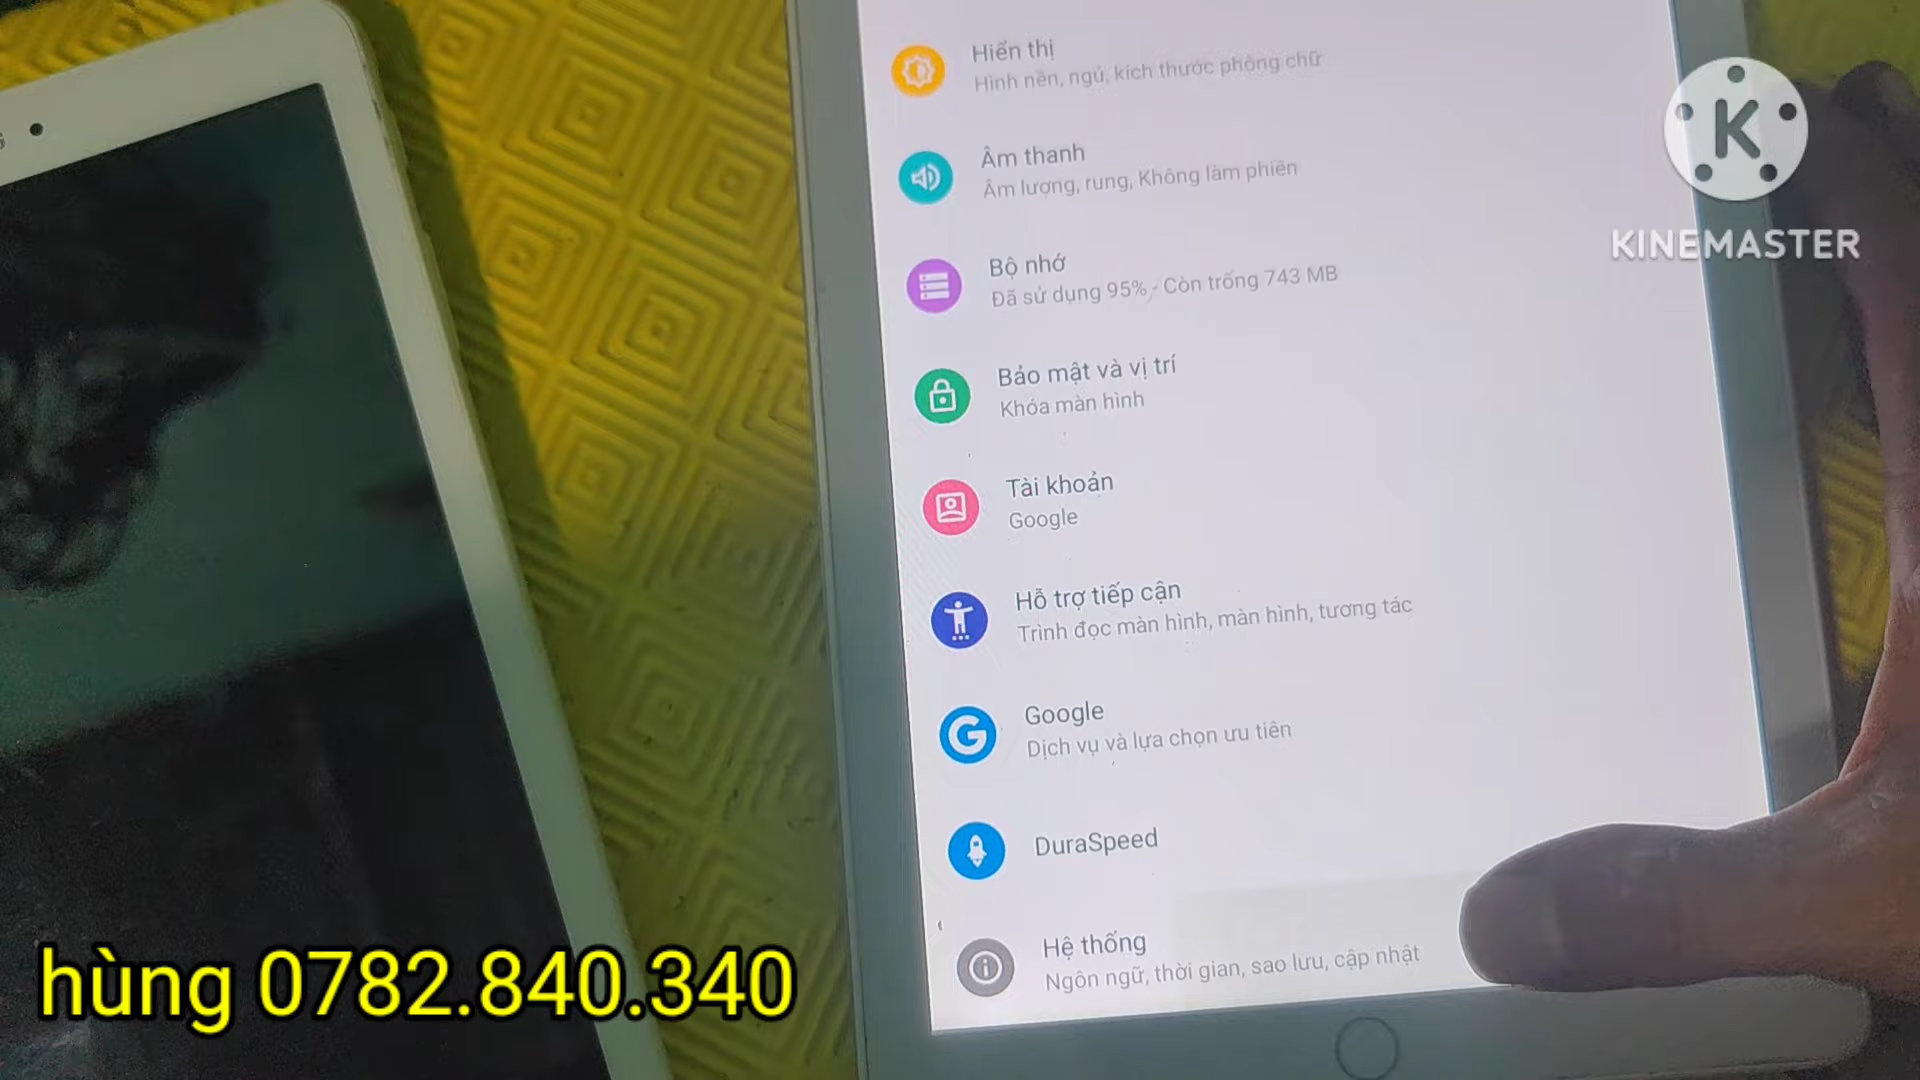 Hiển thị
Hình nền, ngủ, kích thước phông chữ
Âm thanh
Âm lượng, rung, Không làm phiền
Bộ nhớ
Đã sử dụng 95% - Còn trống 743 MB
Bảo mật và vị trí
Khóa màn hình
Tài khoản
Google
Hỗ trợ tiếp cận
Trình đọc màn hình, màn hình, tương tác
Google
Dịch vụ và lựa chọn ưu tiên
DuraSpeed
Hệ thống
Ngôn ngữ, thời gian, sao lưu, cập nhật
K
KINEMASTER
hùng 0782.840.340